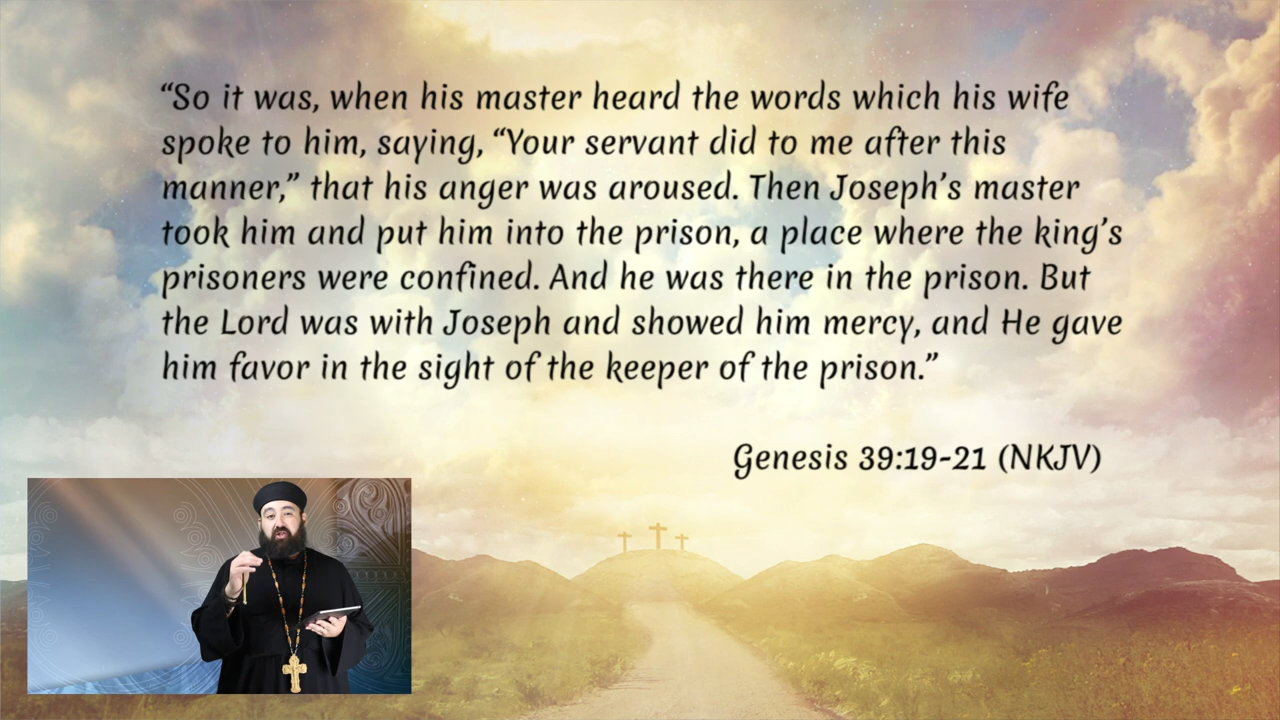 “So it was, when his master heard the words which his wife
spoke to him, saying, “Your servant did to me after this
manner,” that his anger was aroused. Then Joseph’s master
took him and put him into the prison, a place where the king’s
prisoners were confined. And he was there in the prison. But
the Lord was with Joseph and showed him mercy, and He gave
him favor in the sight of the keeper of the prison.”
Genesis 39:19-21 (NKJV)